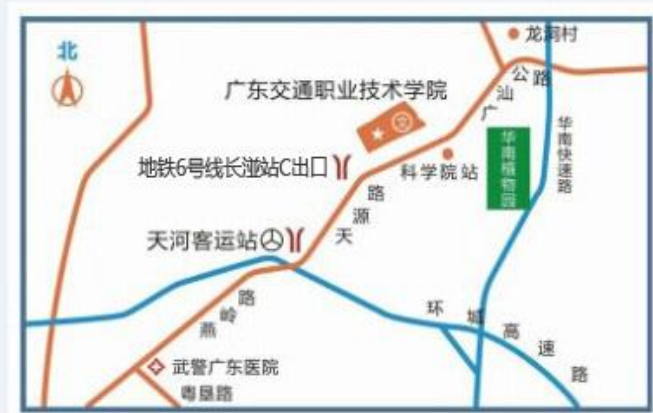 北
龙洞村
广汕公路
广东交通职业技术学院
华南快速路
华南植物园
地铁6号线长湴站C出口
科学院站
天源路
天河客运站
燕岭路
环城高速路
武警广东医院
粤垦路